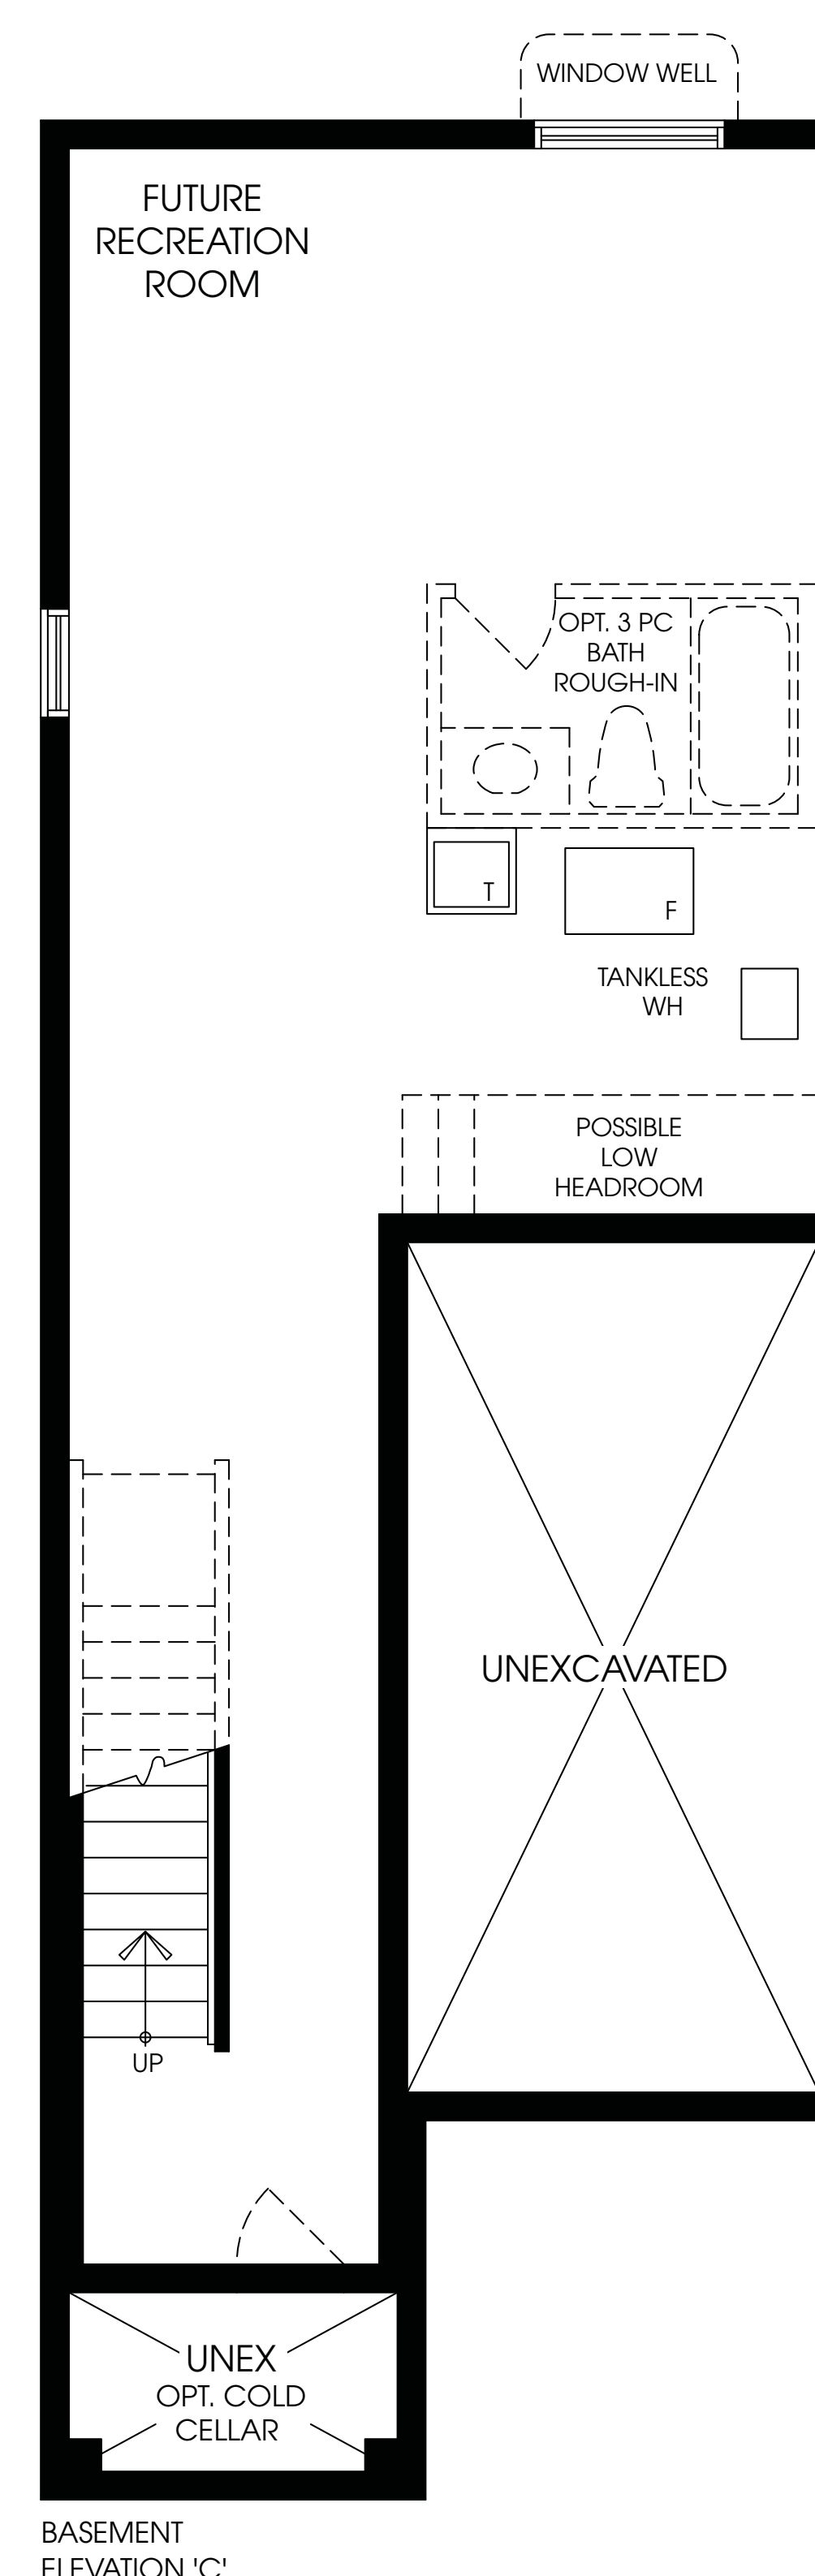 WINDOW WELL
FUTURE
RECREATION
ROOM
OPT. 3 PC
BATH
ROUGH-IN
T
F
TANKLESS
WH
POSSIBLE
LOW
HEADROOM
UNEXCAVATED
UP
UNEX
OPT. COLD
CELLAR
BASEMENT
ELEVATION 'C'